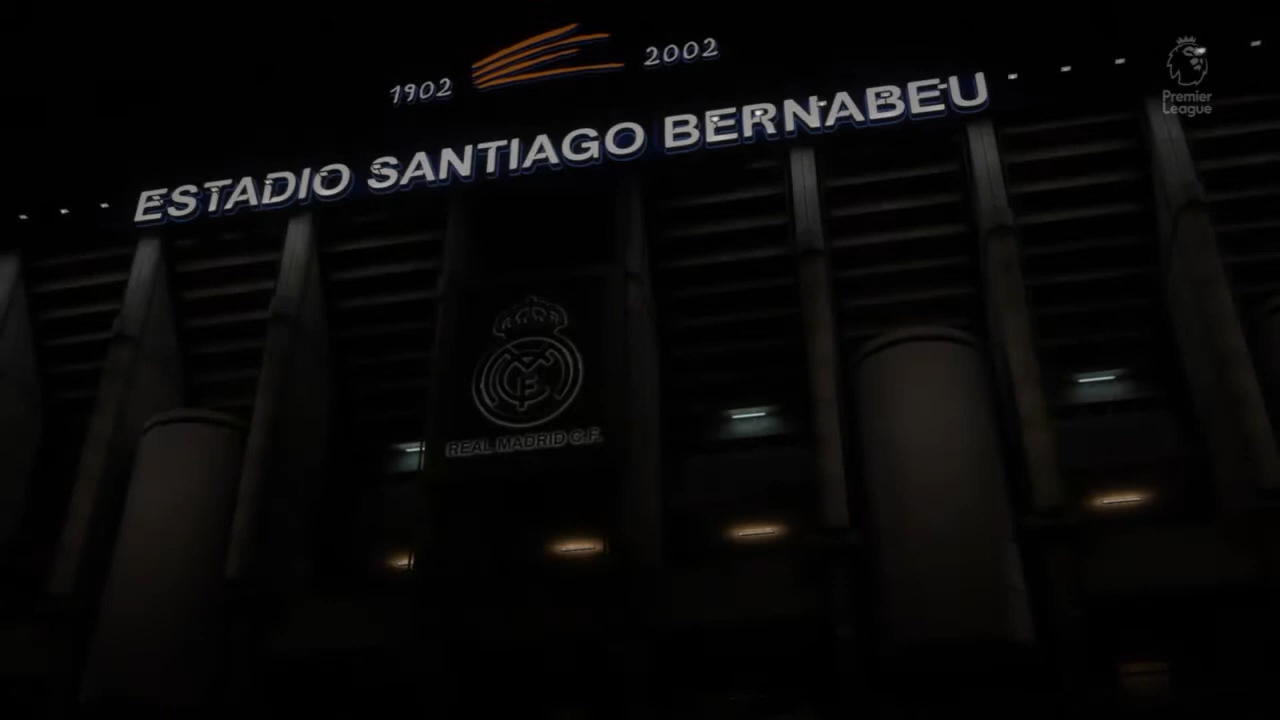 1902 2002
ESTADIO SANTIAGO BERNABEU
Premier
League
REAL MADRID C.F.